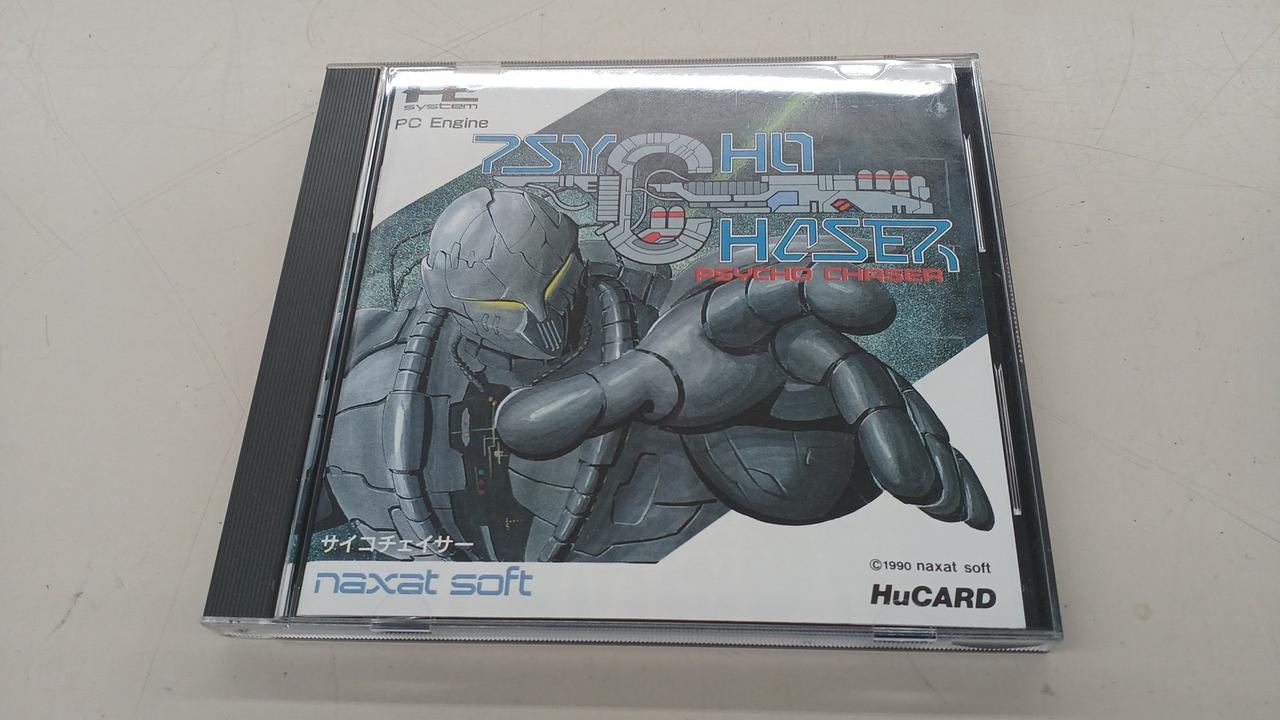 PC
system
PC Engine
PSYCHO
CHASER
PSYCHO CHASER
サイコチェイサー
naxat soft
©1990 naxat soft
HuCARD